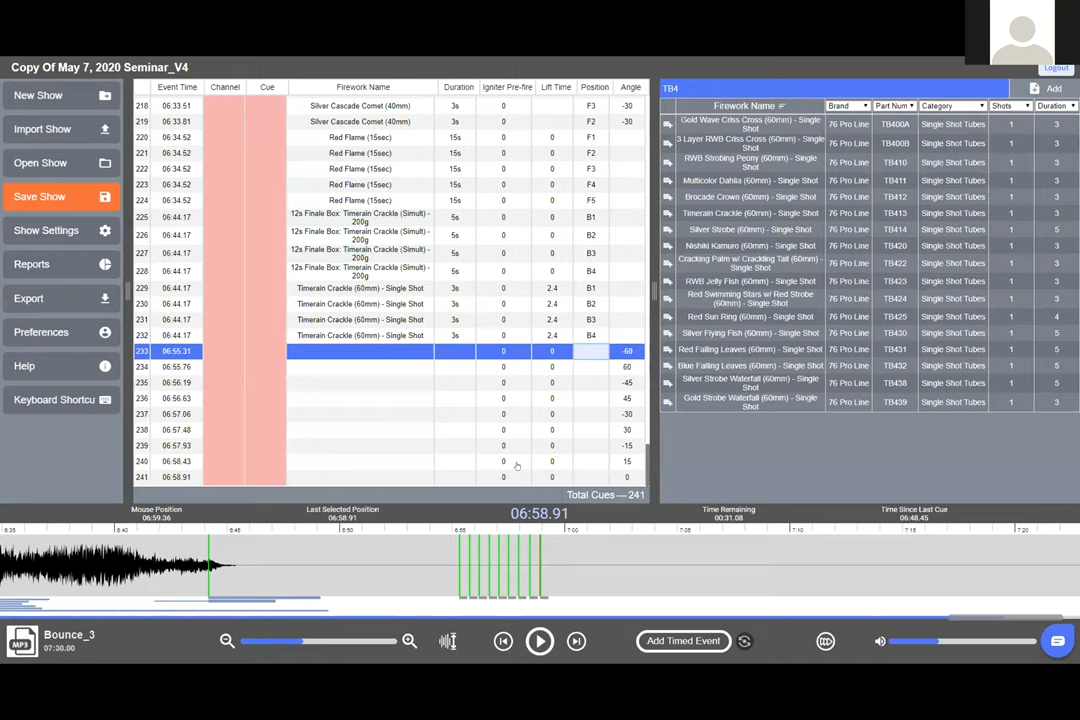 Copy Of May 7, 2020 Seminar_V4
Logout
New Show
Import Show
Open Show
Save Show
Show Settings
Reports
Export
Preferences
Help
Keyboard Shortcu
Event Time Channel Cue Firework Name Duration Igniter Pre-fire Lift Time Position Angle
218 06:33.51 Silver Cascade Comet (40mm) 3s 0 0 F3 -30
219 06:33.81 Silver Cascade Comet (40mm) 3s 0 0 F2 -30
220 06:34.52 Red Flame (15sec) 15s 0 0 F1
221 06:34.52 Red Flame (15sec) 15s 0 0 F2
222 06:34.52 Red Flame (15sec) 15s 0 0 F3
223 06:34.52 Red Flame (15sec) 15s 0 0 F4
224 06:34.52 Red Flame (15sec) 15s 0 0 F5
225 06:44.17 12s Finale Box: Timerain Crackle (Simult) - 5s 0 0 B1
200g
226 06:44.17 12s Finale Box: Timerain Crackle (Simult) - 5s 0 0 B2
200g
227 06:44.17 12s Finale Box: Timerain Crackle (Simult) - 5s 0 0 B3
200g
228 06:44.17 12s Finale Box: Timerain Crackle (Simult) - 5s 0 0 B4
200g
229 06:44.17 Timerain Crackle (60mm) - Single Shot 3s 0 2.4 B1
230 06:44.17 Timerain Crackle (60mm) - Single Shot 3s 0 2.4 B2
231 06:44.17 Timerain Crackle (60mm) - Single Shot 3s 0 2.4 B3
232 06:44.17 Timerain Crackle (60mm) - Single Shot 3s 0 2.4 B4
233 06:55.31 0 0 -60
234 06:55.76 0 0 60
235 06:56.19 0 0 -45
236 06:56.63 0 0 45
237 06:57.06 0 0 -30
238 06:57.48 0 0 30
239 06:57.93 0 0 -15
240 06:58.43 0 0 15
241 06:58.91 0 0 0
Total Cues — 241
TB4
Add
Firework Name Brand Part Num Category Shots Duration
Gold Wave Criss Cross (60mm) - Single 76 Pro Line TB400A Single Shot Tubes 1 3
Shot
3 Layer RWB Criss Cross (60mm) - Single 76 Pro Line TB400B Single Shot Tubes 1 3
Shot
RWB Strobing Peony (60mm) - Single 76 Pro Line TB410 Single Shot Tubes 1 3
Shot
Multicolor Dahlia (60mm) - Single Shot 76 Pro Line TB411 Single Shot Tubes 1 3
Brocade Crown (60mm) - Single Shot 76 Pro Line TB412 Single Shot Tubes 1 3
Timerain Crackle (60mm) - Single Shot 76 Pro Line TB413 Single Shot Tubes 1 3
Silver Strobe (60mm) - Single Shot 76 Pro Line TB414 Single Shot Tubes 1 5
Nishiki Kamuro (60mm) - Single Shot 76 Pro Line TB420 Single Shot Tubes 1 3
Cracking Palm w/ Crackling Tail (60mm) - 76 Pro Line TB422 Single Shot Tubes 1 3
Single Shot
RWB Jelly Fish (60mm) - Single Shot 76 Pro Line TB423 Single Shot Tubes 1 3
Red Swimming Stars w/ Red Strobe 76 Pro Line TB424 Single Shot Tubes 1 3
(60mm) - Single Shot
Red Sun Ring (60mm) - Single Shot 76 Pro Line TB425 Single Shot Tubes 1 4
Silver Flying Fish (60mm) - Single Shot 76 Pro Line TB430 Single Shot Tubes 1 5
Red Falling Leaves (60mm) - Single Shot 76 Pro Line TB431 Single Shot Tubes 1 5
Blue Falling Leaves (60mm) - Single Shot 76 Pro Line TB432 Single Shot Tubes 1 5
Silver Strobe Waterfall (60mm) - Single 76 Pro Line TB438 Single Shot Tubes 1 5
Shot
Gold Strobe Waterfall (60mm) - Single 76 Pro Line TB439 Single Shot Tubes 1 5
Shot
Mouse Position Last Selected Position 06:58.91 Time Remaining Time Since Last Cue
06:59.36 06:58.91 00:31.08 06:48.45
6:35 6:40 6:45 6:55 7:00 7:05 7:10 7:15 7:20
MP3
Bounce_3
07:30.00
Add Timed Event